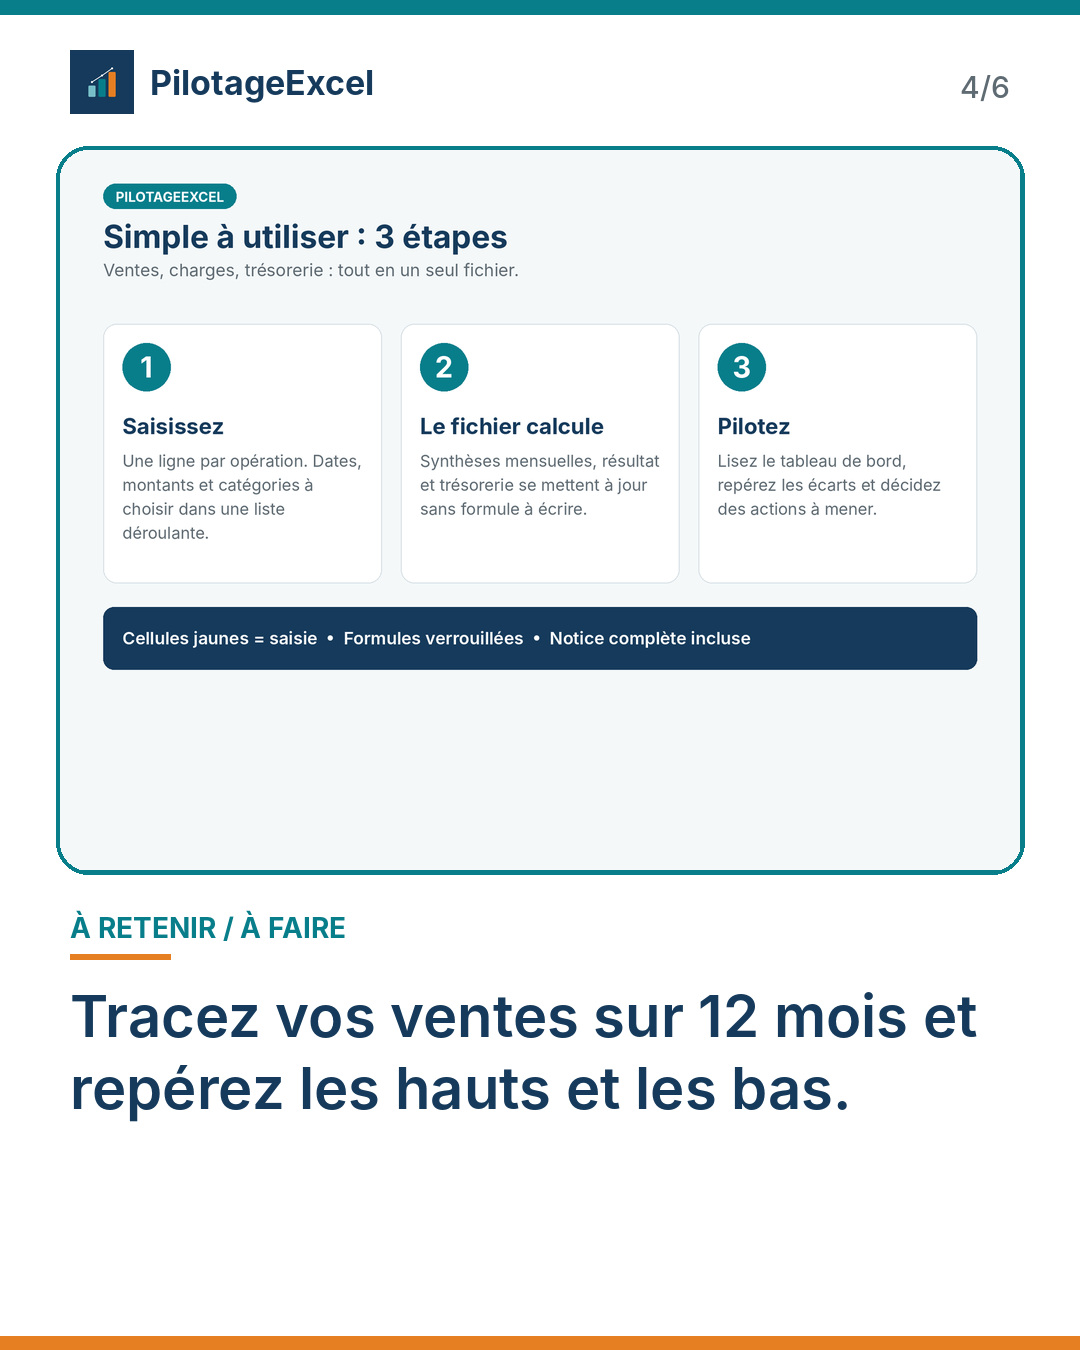 PilotageExcel
4/6
PILOTAGEEXCEL
Simple à utiliser : 3 étapes
Ventes, charges, trésorerie : tout en un seul fichier.
1
Saisissez
Une ligne par opération. Dates,
montants et catégories à
choisir dans une liste
déroulante.
2
Le fichier calcule
Synthèses mensuelles, résultat
et trésorerie se mettent à jour
sans formule à écrire.
3
Pilotez
Lisez le tableau de bord,
repérez les écarts et décidez
des actions à mener.
Cellules jaunes = saisie • Formules verrouillées • Notice complète incluse
À RETENIR / À FAIRE
Tracez vos ventes sur 12 mois et
repérez les hauts et les bas.